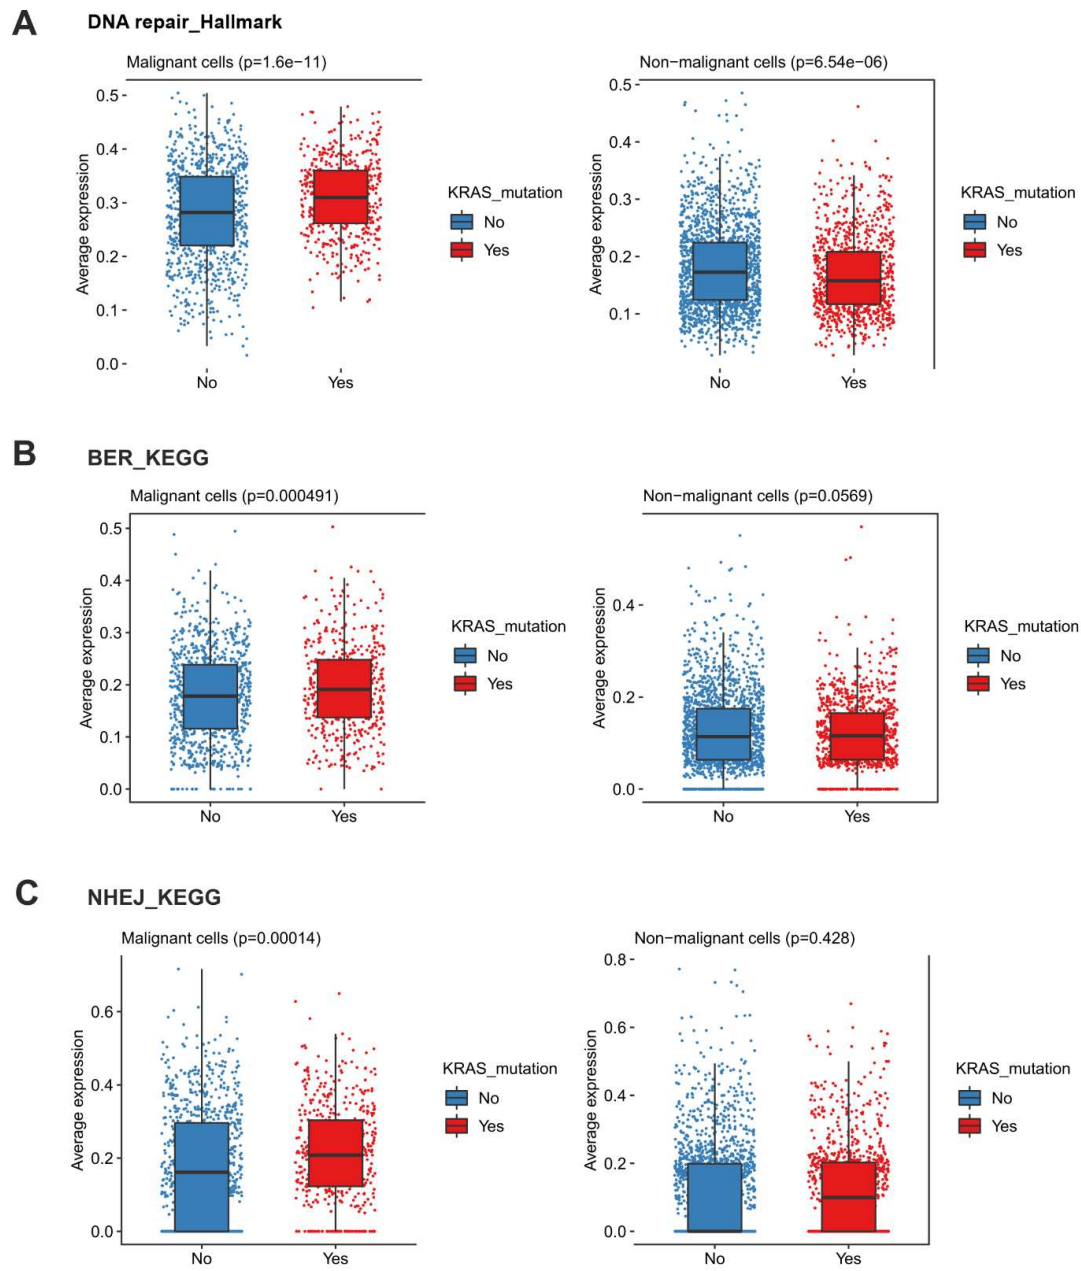 A
DNA repair_Hallmark
Malignant cells (p=1.6e−11)
Non−malignant cells (p=6.54e−06)
Average expression
0.5
0.4
0.3
0.2
0.1
0.0
No
Yes
KRAS_mutation
No
Yes
Average expression
0.5
0.4
0.3
0.2
0.1
No
Yes
KRAS_mutation
No
Yes
B
BER_KEGG
Malignant cells (p=0.000491)
Non−malignant cells (p=0.0569)
Average expression
0.5
0.4
0.3
0.2
0.1
0.0
No
Yes
KRAS_mutation
No
Yes
Average expression
0.4
0.2
0.0
No
Yes
KRAS_mutation
No
Yes
C
NHEJ_KEGG
Malignant cells (p=0.00014)
Non−malignant cells (p=0.428)
Average expression
0.6
0.4
0.2
0.0
No
Yes
KRAS_mutation
No
Yes
Average expression
0.8
0.6
0.4
0.2
0.0
No
Yes
KRAS_mutation
No
Yes